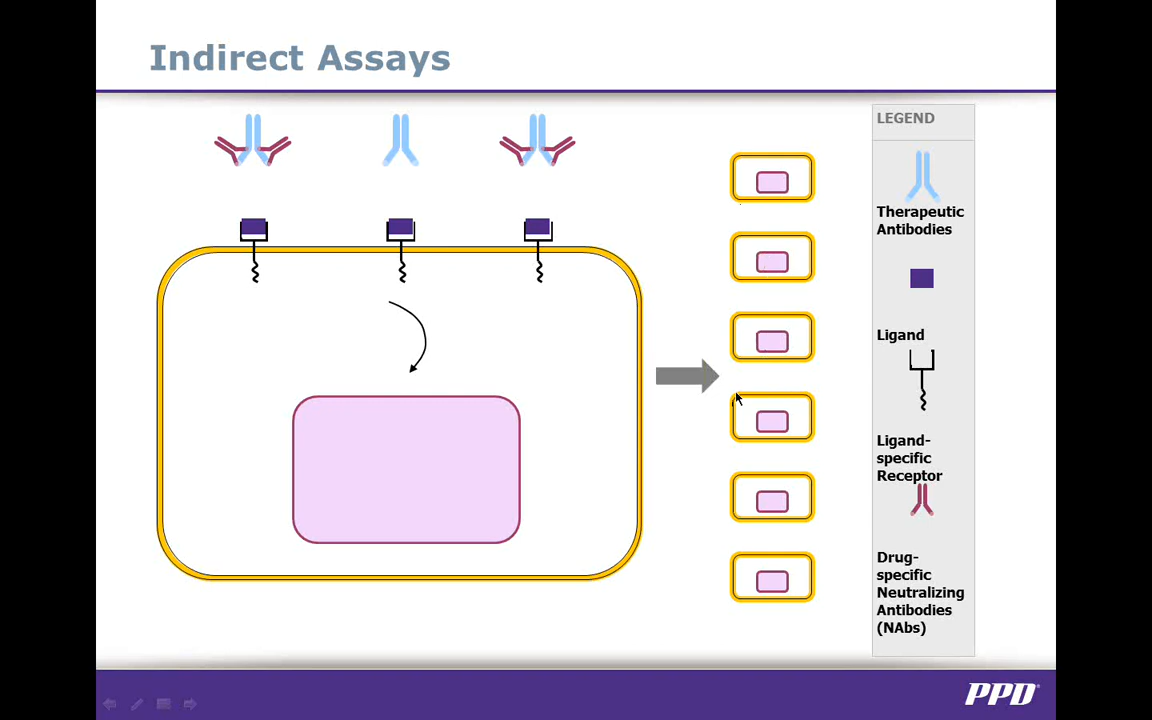 Indirect Assays
LEGEND
Therapeutic
Antibodies
Ligand
Ligand-
specific
Receptor
Drug-
specific
Neutralizing
Antibodies
(NAbs)
PPD